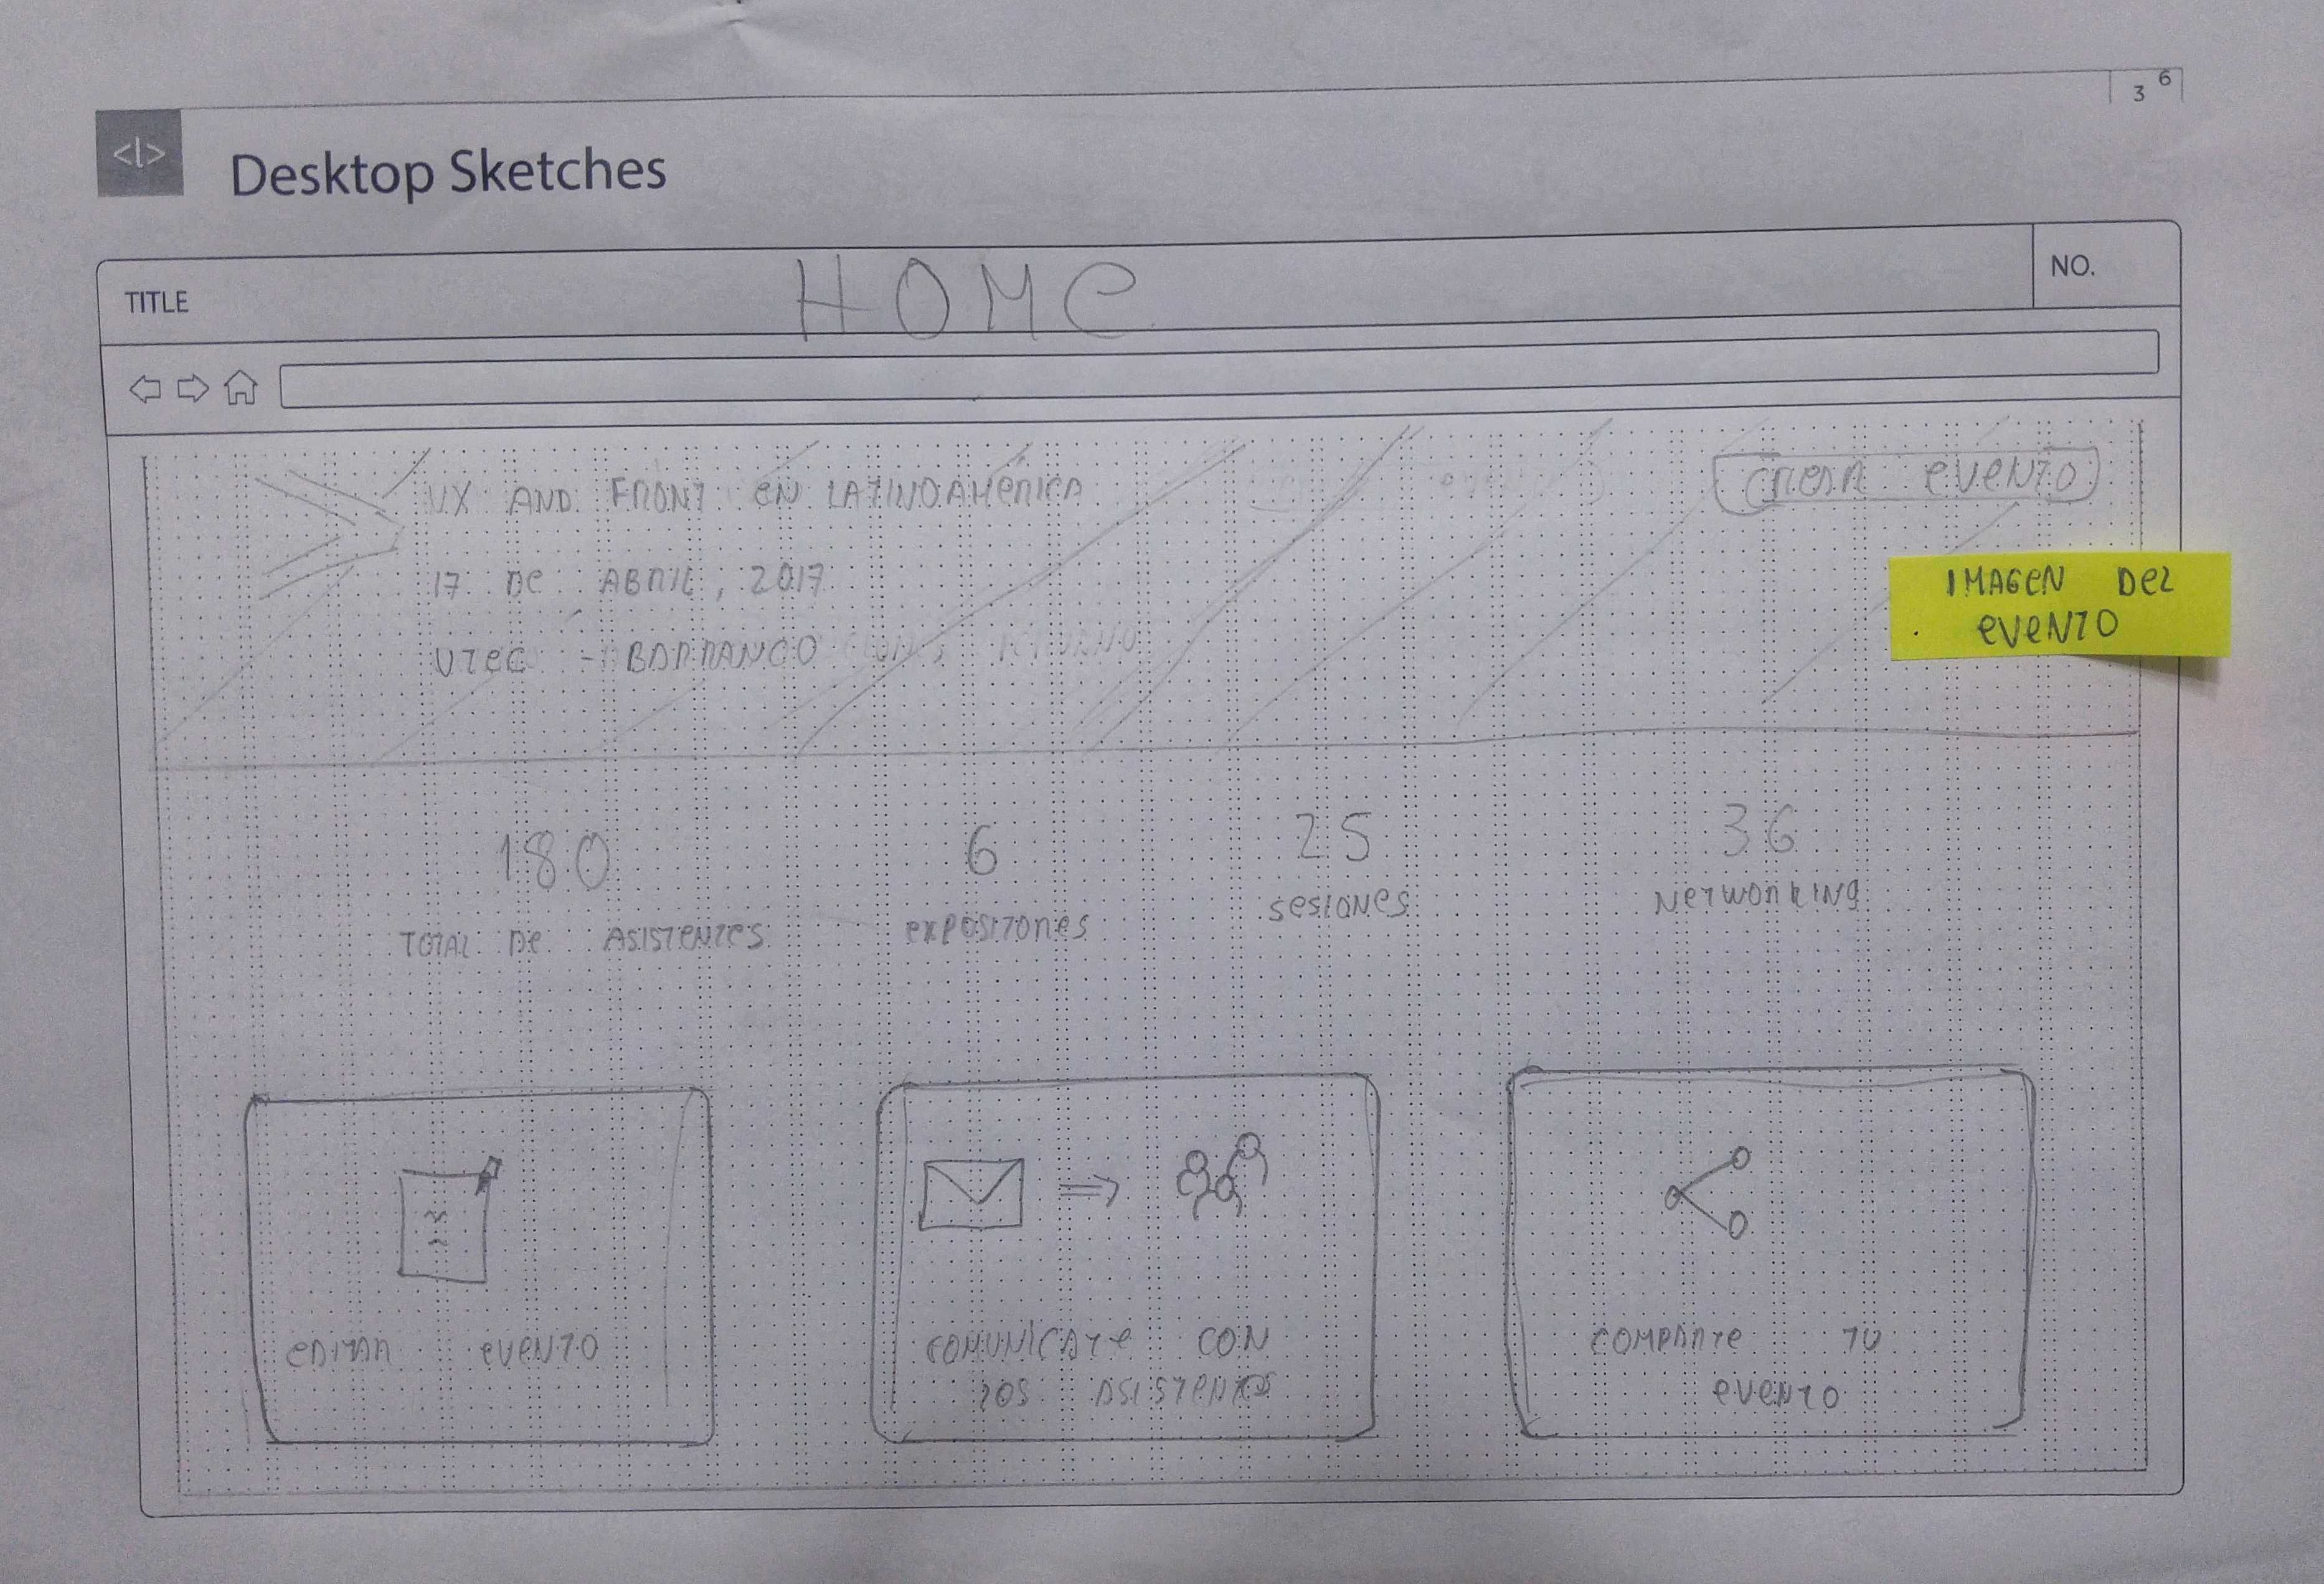 3 6
<|>
Desktop Sketches
TITLE HOME NO.
UX AND FRONT EN LATINOAMÉRICA
CREAR EVENTO
17 DE ABRIL, 2017
IMAGEN DEL
EVENTO
UTEC - BARRANCO
180 6 25 36
TOTAL DE ASISTENTES EXPOSITORES SESIONES NETWORKING
EDITAR EVENTO
COMUNICATE CON
LOS ASISTENTES
COMPARTE TU
EVENTO